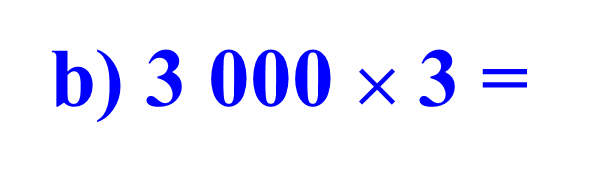 b) 3 000 × 3 =